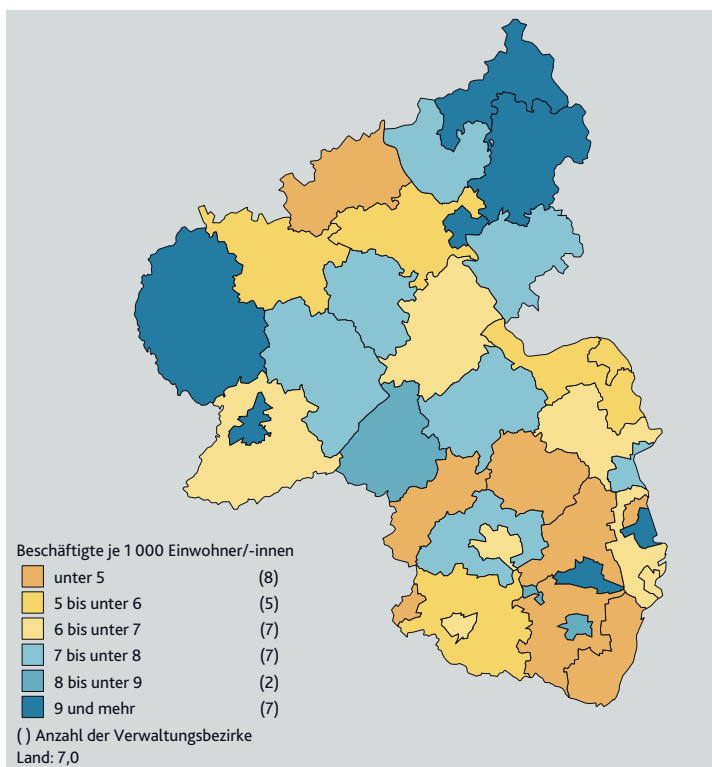 Beschäftigte je 1 000 Einwohner/-innen
unter 5 (8)
5 bis unter 6 (5)
6 bis unter 7 (7)
7 bis unter 8 (7)
8 bis unter 9 (2)
9 und mehr (7)
( ) Anzahl der Verwaltungsbezirke
Land: 7,0